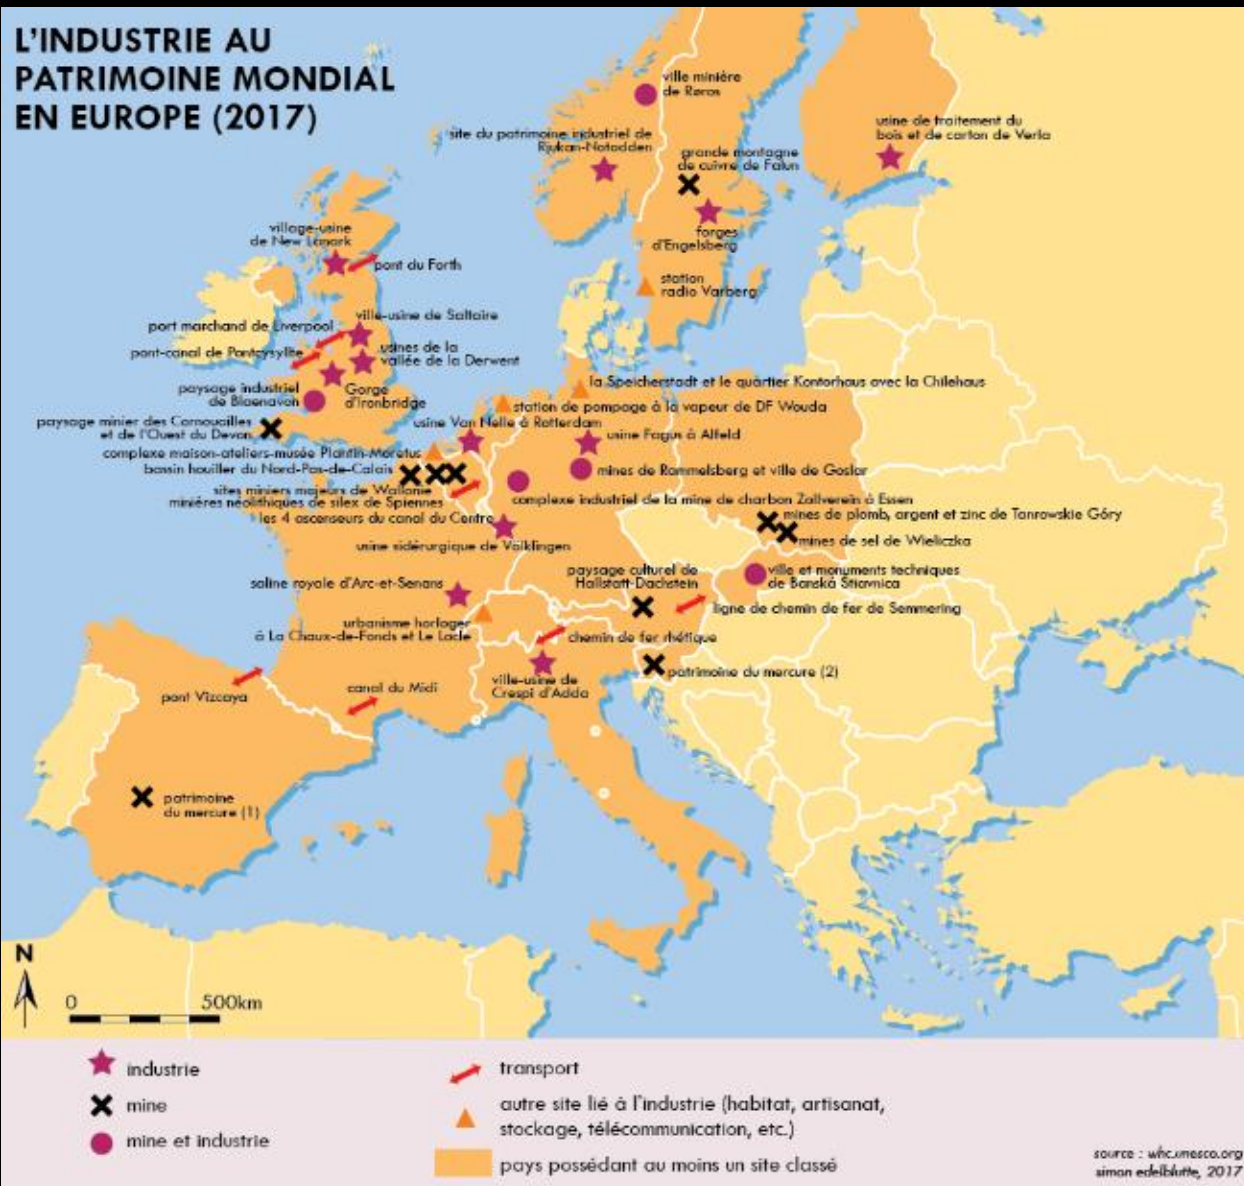 L'INDUSTRIE AU
PATRIMOINE MONDIAL
EN EUROPE (2017)
ville minière
de Røros
site du patrimoine industriel de
Rjukan-Notodden
grande montagne
de cuivre de Falun
usine de traitement du
bois et de carton de Verla
forges
d'Engelsberg
station
radio Varberg
village-usine
de New Lanark
pont du Forth
port marchand de Liverpool
ville-usine de Saltaire
pont-canal de Pontcysyllte
usines de la
vallée de la Derwent
paysage industriel
de Blaenavon
Gorge
d'Ironbridge
paysage minier des Cornouailles
et de l'Ouest du Devon
la Speicherstadt et le quartier Kontorhaus avec la Chilehaus
station de pompage à la vapeur de DF Wouda
usine Van Nelle à Rotterdam
usine Fagus à Alfeld
complexe maison-ateliers-musée Plantin-Moretus
bassin houiller du Nord-Pas-de-Calais
mines de Rammelsberg et ville de Goslar
sites miniers majeurs de Wallonie
minières néolithiques de silex de Spiennes
complexe industriel de la mine de charbon Zollverein à Essen
les 4 ascenseurs du canal du Centre
mines de plomb, argent et zinc de Tanrowskie Góry
mines de sel de Wieliczka
usine sidérurgique de Völklingen
saline royale d'Arc-et-Senans
paysage culturel de
Hallstatt-Dachstein
ville et monuments techniques
de Banská Stiavnica
ligne de chemin de fer de Semmering
urbanisme horloger
à La Chaux-de-Fonds et Le Locle
chemin de fer rhétique
ville-usine de
Crespi d'Adda
patrimoine du mercure (2)
pont Vizcaya
canal du Midi
patrimoine
du mercure (1)
N
0 500km
industrie
mine
mine et industrie
transport
autre site lié à l'industrie (habitat, artisanat,
stockage, télécommunication, etc.)
pays possédant au moins un site classé
source : whc.unesco.org
simon edelblutte, 2017